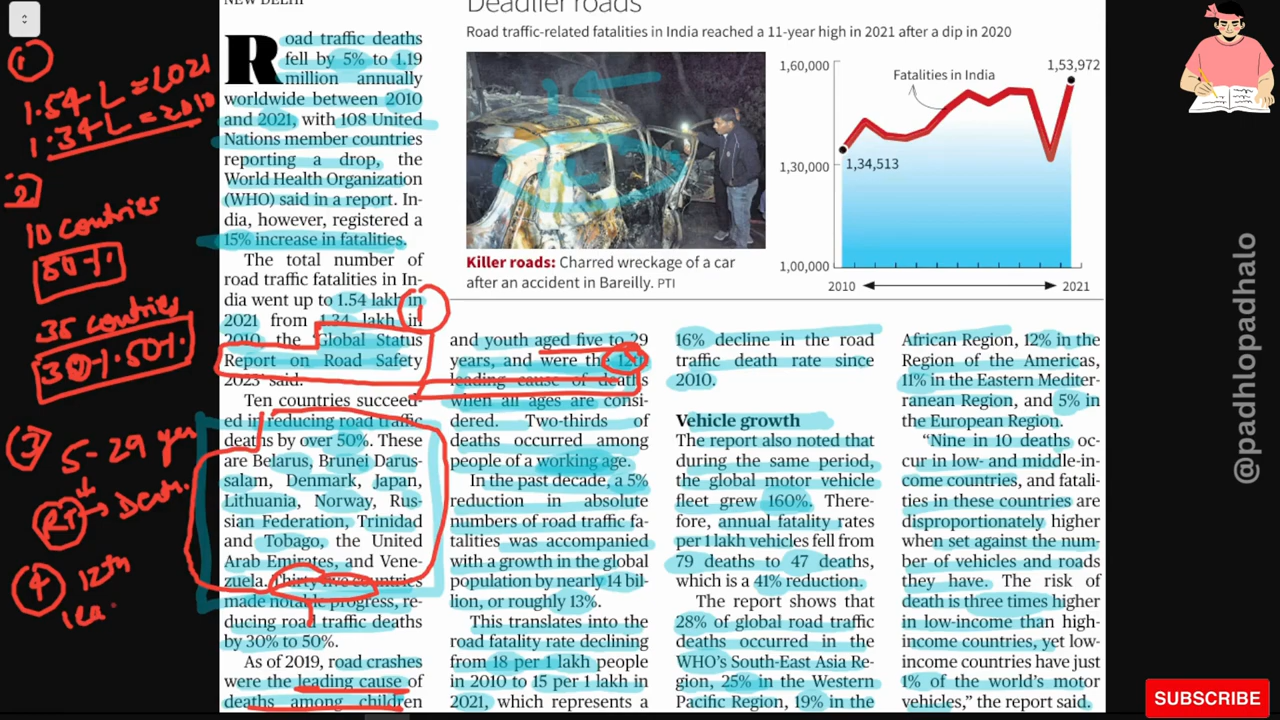 NEW DELHI
Road traffic deaths
fell by 5% to 1.19
million annually
worldwide between 2010
and 2021, with 108 United
Nations member countries
reporting a drop, the
World Health Organization
(WHO) said in a report. In-
dia, however, registered a
15% increase in fatalities.
The total number of
road traffic fatalities in In-
dia went up to 1.54 lakh in
2021 from 1.34 lakh in
2010, the ‘Global Status
Report on Road Safety
2023’ said.
Ten countries succeed-
ed in reducing road traffic
deaths by over 50%. These
are Belarus, Brunei Darus-
salam, Denmark, Japan,
Lithuania, Norway, Rus-
sian Federation, Trinidad
and Tobago, the United
Arab Emirates, and Vene-
zuela. Thirty-five countries
made notable progress, re-
ducing road traffic deaths
by 30% to 50%.
As of 2019, road crashes
were the leading cause of
deaths among children
Deadlier roads
Road traffic-related fatalities in India reached a 11-year high in 2021 after a dip in 2020
Killer roads: Charred wreckage of a car
after an accident in Bareilly. PTI
1,60,000
1,30,000
1,00,000
Fatalities in India
1,53,972
1,34,513
2010
2021
and youth aged five to 29
years, and were the 12th
leading cause of deaths
when all ages are consi-
dered. Two-thirds of
deaths occurred among
people of a working age.
In the past decade, a 5%
reduction in absolute
numbers of road traffic fa-
talities was accompanied
with a growth in the global
population by nearly 14 bil-
lion, or roughly 13%.
This translates into the
road fatality rate declining
from 18 per 1 lakh people
in 2010 to 15 per 1 lakh in
2021, which represents a
16% decline in the road
traffic death rate since
2010.
Vehicle growth
The report also noted that
during the same period,
the global motor vehicle
fleet grew 160%. There-
fore, annual fatality rates
per 1 lakh vehicles fell from
79 deaths to 47 deaths,
which is a 41% reduction.
The report shows that
28% of global road traffic
deaths occurred in the
WHO’s South-East Asia Re-
gion, 25% in the Western
Pacific Region, 19% in the
African Region, 12% in the
Region of the Americas,
11% in the Eastern Mediter-
ranean Region, and 5% in
the European Region.
“Nine in 10 deaths oc-
cur in low- and middle-in-
come countries, and fatali-
ties in these countries are
disproportionately higher
when set against the num-
ber of vehicles and roads
they have. The risk of
death is three times higher
in low-income than high-
income countries, yet low-
income countries have just
1% of the world’s motor
vehicles,” the report said.
1
1.54 L = 2021
1.34 L = 2010
2
10 countries
50%
35 countries
30%.50%.
3 5-29 yea
RT → Death.
4 12th
lea
1
@padhlopadhalo
SUBSCRIBE